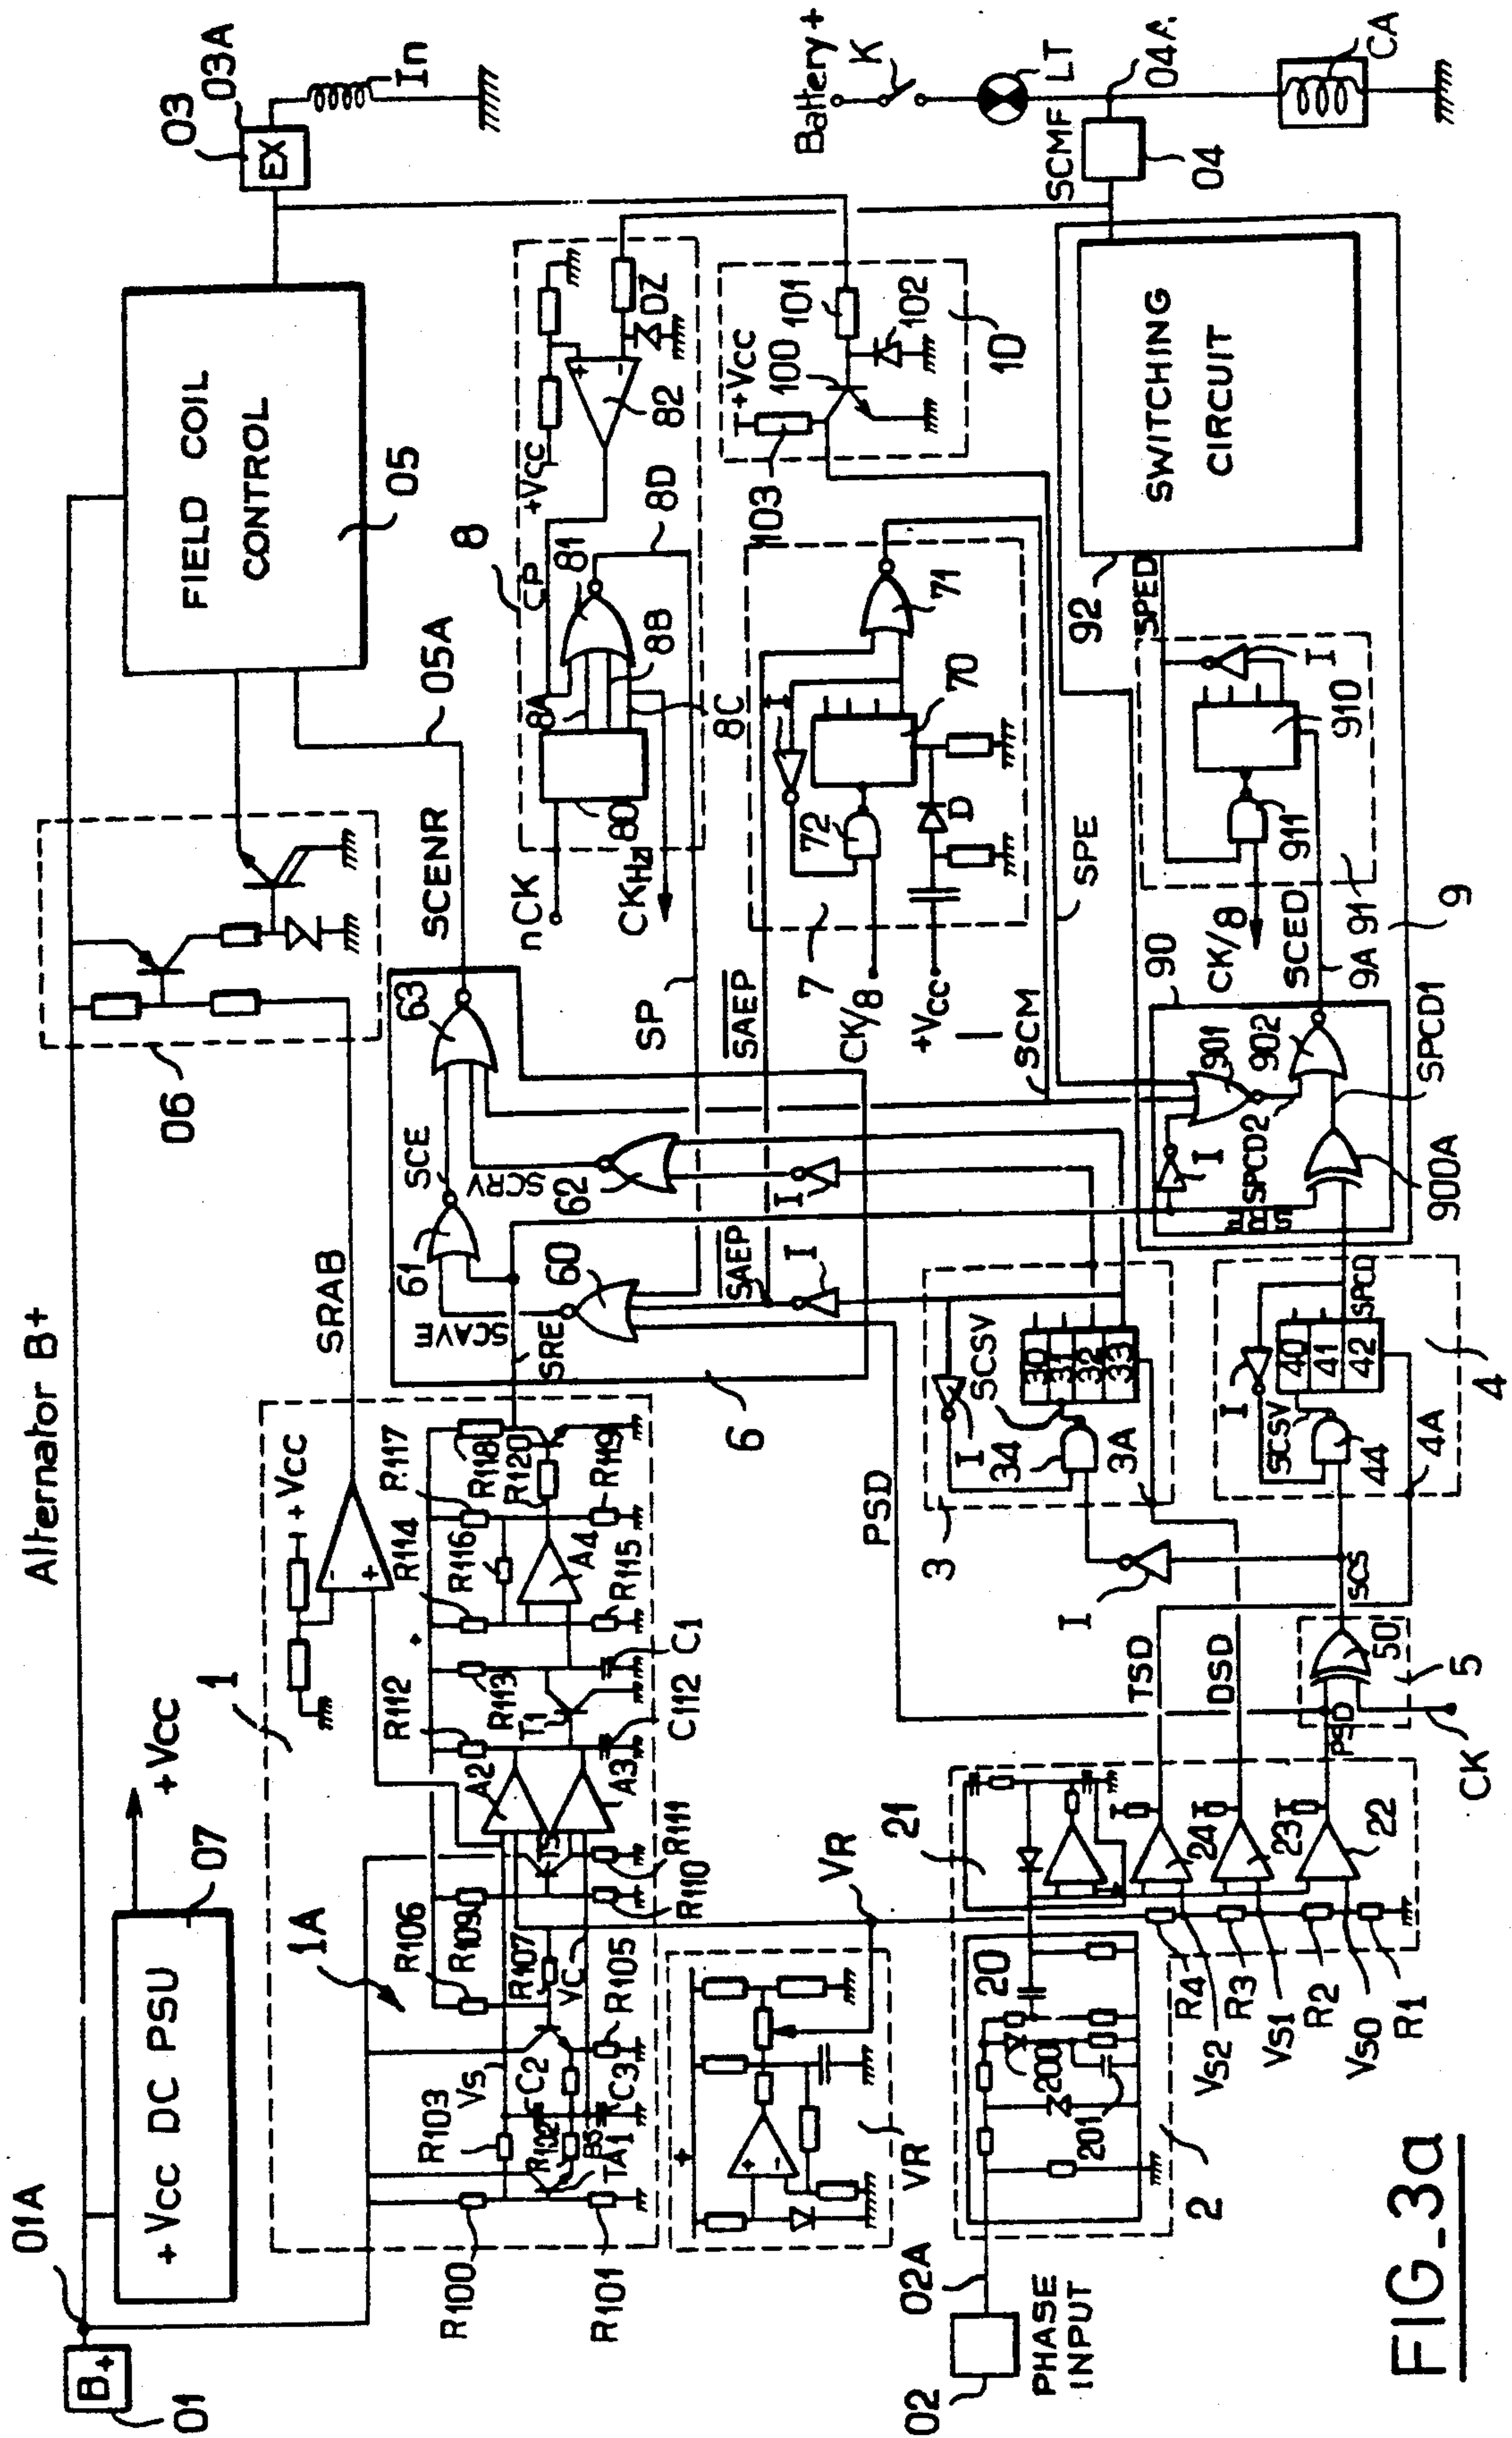 Alternator B+
01A
B+
01
+VCC DC PSU
07
+VCC
1
1A
+VCC
SRAB
06
FIELD COIL
CONTROL
05
05A
SCENR
03
03A
EX
In
R100
R101
R103
VS
R102
C2
C3
B3
TA1
R105
R106
R107
VC
R109
R110
R111
TS
A2
A3
R112
C112
T1
R113
C1
R114
R115
R116
A4
R117
R118
R120
R119
+
SRE
SCAVE
61
60
SCE
SCRV
62
63
6
SAEP
I
I
SP
nCK
CKHz
80
8
8A
8B
8C
8D
CP
81
82
+VCC
DZ
Battery+
K
LT
04A
SCMF
04
CA
+VCC
100
101
102
103
10
SAEP
7
CK/8
+VCC
72
I
70
71
D
SCM
SPE
PSD
3
I
34
SCSV
30
31
32
33
3A
I
VR
VR
+
02
02A
PHASE
INPUT
2
20
200
201
21
22
23
24
R4
VS2
R3
VS1
R2
VS0
R1
TSD
DSD
PSD
CK
5
50
SCS
4
4A
44
SCSV
I
40
41
42
SPCD
9
90
I
SPCD2
901
902
SPCD1
900A
9A
SCED
CK/8
91
911
910
I
SPED
92
SWITCHING
CIRCUIT
FIG_3a